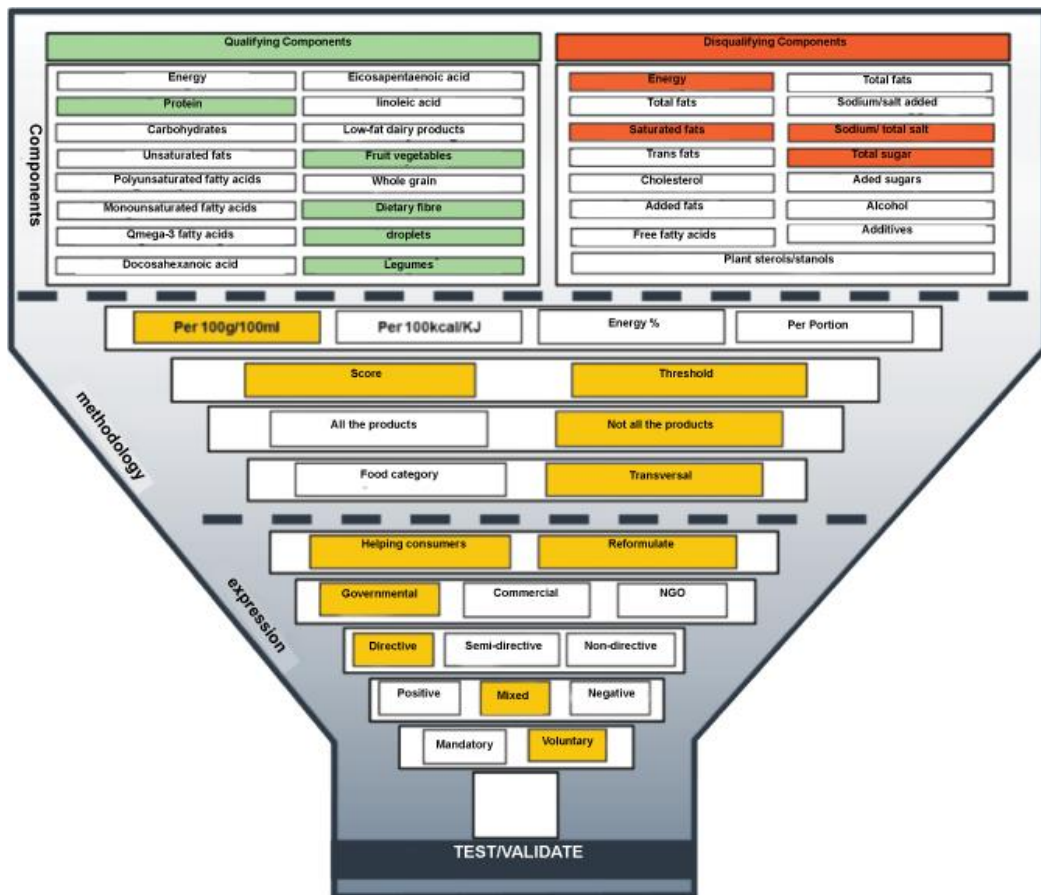 Qualifying Components
Disqualifying Components
Components
Energy
Eicosapentaenoic acid
Protein
linoleic acid
Carbohydrates
Low-fat dairy products
Unsaturated fats
Fruit vegetables
Polyunsaturated fatty acids
Whole grain
Monounsaturated fatty acids
Dietary fibre
Qmega-3 fatty acids
droplets
Docosahexanoic acid
Legumes
Energy
Total fats
Total fats
Sodium/salt added
Saturated fats
Sodium/ total salt
Trans fats
Total sugar
Cholesterol
Aded sugars
Added fats
Alcohol
Free fatty acids
Additives
Plant sterols/stanols
methodology
Per 100g/100ml
Per 100kcal/KJ
Energy %
Per Portion
Score
Threshold
All the products
Not all the products
Food category
Transversal
expression
Helping consumers
Reformulate
Governmental
Commercial
NGO
Directive
Semi-directive
Non-directive
Positive
Mixed
Negative
Mandatory
Voluntary
TEST/VALIDATE